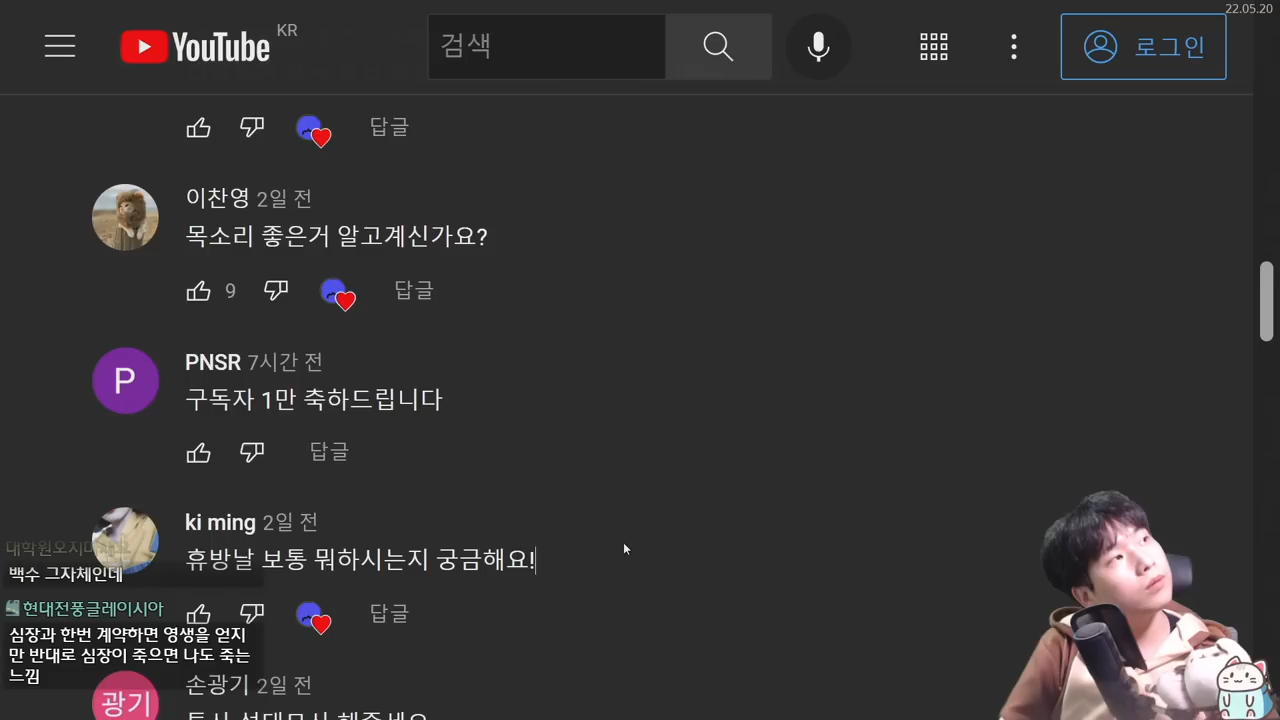 22.05.20
YouTube KR
검색
로그인
답글
이찬영 2일 전
목소리 좋은거 알고계신가요?
9
답글
P
PNSR 7시간 전
구독자 1만 축하드립니다
답글
ki ming 2일 전
휴방날 보통 뭐하시는지 궁금해요!
답글
백수 그자체인데
현대전풍글레이시아
심장과 한번 계약하면 영생을 얻지
만 반대로 심장이 죽으면 나도 죽는
느낌
광기
손광기 2일 전